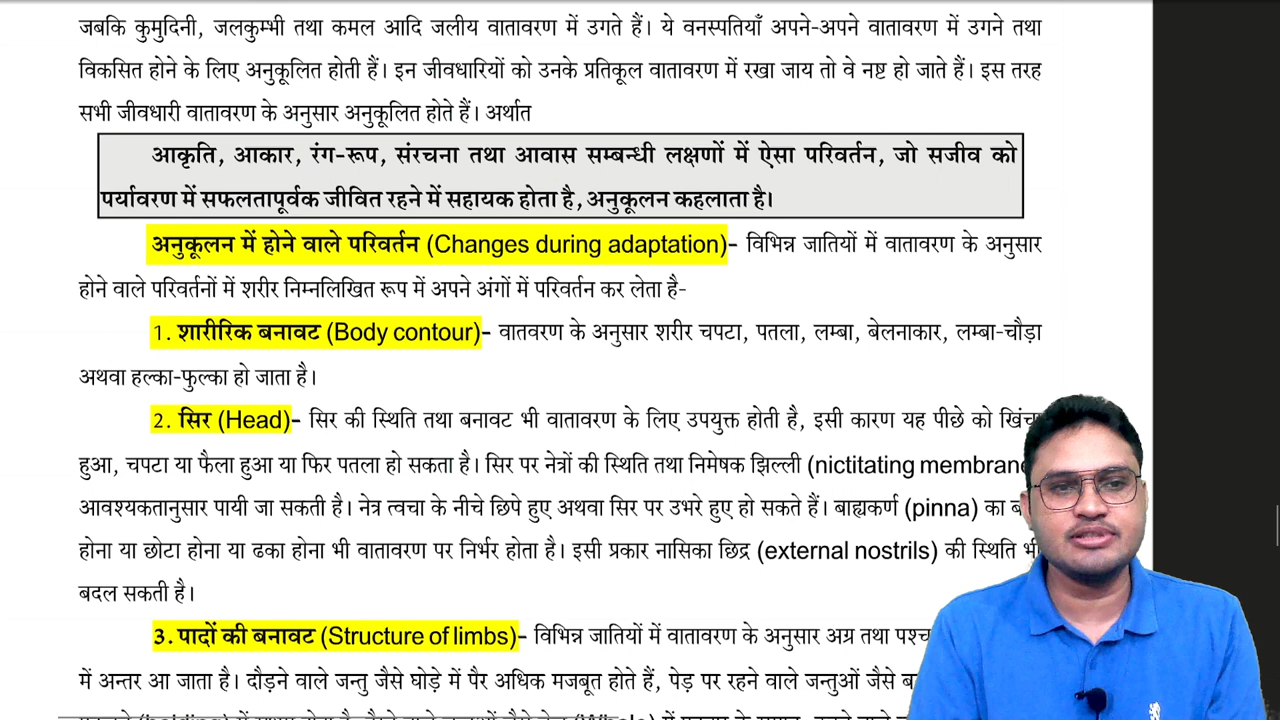 जबकि कुमुदिनी, जलकुम्भी तथा कमल आदि जलीय वातावरण में उगते हैं। ये वनस्पतियाँ अपने-अपने वातावरण में उगने तथा
विकसित होने के लिए अनुकूलित होती हैं। इन जीवधारियों को उनके प्रतिकूल वातावरण में रखा जाय तो वे नष्ट हो जाते हैं। इस तरह
सभी जीवधारी वातावरण के अनुसार अनुकूलित होते हैं। अर्थात
आकृति, आकार, रंग-रूप, संरचना तथा आवास सम्बन्धी लक्षणों में ऐसा परिवर्तन, जो सजीव को
पर्यावरण में सफलतापूर्वक जीवित रहने में सहायक होता है, अनुकूलन कहलाता है।
अनुकूलन में होने वाले परिवर्तन (Changes during adaptation)- विभिन्न जातियों में वातावरण के अनुसार
होने वाले परिवर्तनों में शरीर निम्नलिखित रूप में अपने अंगों में परिवर्तन कर लेता है-
1. शारीरिक बनावट (Body contour)- वातवरण के अनुसार शरीर चपटा, पतला, लम्बा, बेलनाकार, लम्बा-चौड़ा
अथवा हल्का-फुल्का हो जाता है।
2. सिर (Head)- सिर की स्थिति तथा बनावट भी वातावरण के लिए उपयुक्त होती है, इसी कारण यह पीछे को खिंचा
हुआ, चपटा या फैला हुआ या फिर पतला हो सकता है। सिर पर नेत्रों की स्थिति तथा निमेषक झिल्ली (nictitating membrane
आवश्यकतानुसार पायी जा सकती है। नेत्र त्वचा के नीचे छिपे हुए अथवा सिर पर उभरे हुए हो सकते हैं। बाह्यकर्ण (pinna) का
होना या छोटा होना या ढका होना भी वातावरण पर निर्भर होता है। इसी प्रकार नासिका छिद्र (external nostrils) की स्थिति भी
बदल सकती है।
3. पादों की बनावट (Structure of limbs)- विभिन्न जातियों में वातावरण के अनुसार अग्र तथा
में अन्तर आ जाता है। दौड़ने वाले जन्तु जैसे घोड़े में पैर अधिक मजबूत होते हैं, पेड़ पर रहने वाले जन्तुओं जैसे